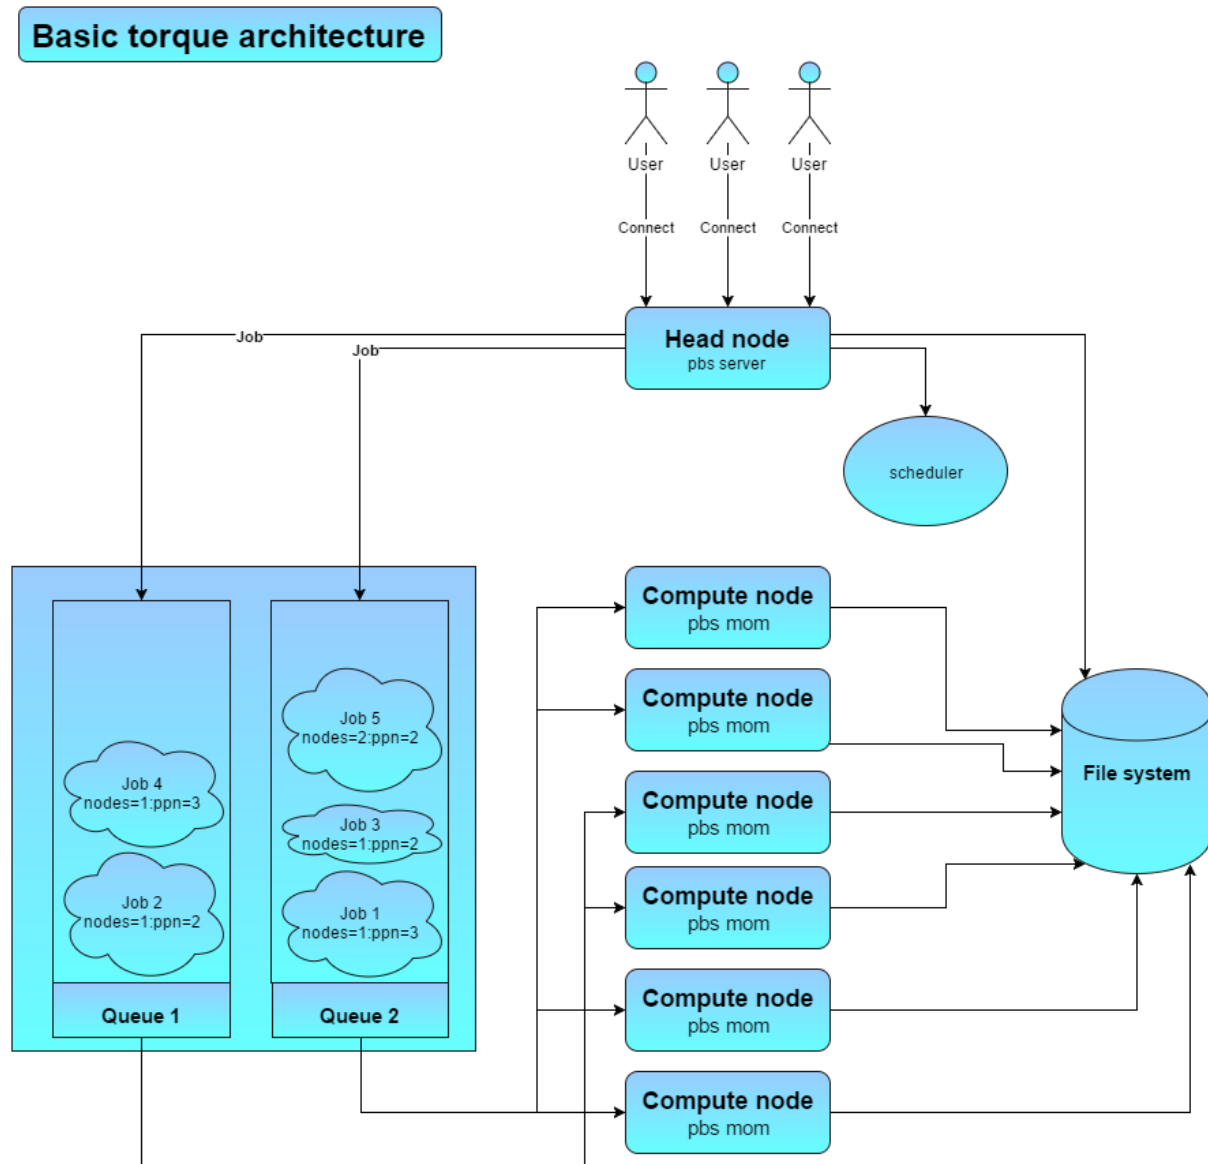 Basic torque architecture
User
User
User
Connect
Connect
Connect
Job
Job
Head node
pbs server
scheduler
Compute node
pbs mom
Compute node
pbs mom
Compute node
pbs mom
Compute node
pbs mom
Compute node
pbs mom
Compute node
pbs mom
File system
Job 4
nodes=1:ppn=3
Job 2
nodes=1:ppn=2
Queue 1
Job 5
nodes=2:ppn=2
Job 3
nodes=1:ppn=2
Job 1
nodes=1:ppn=3
Queue 2